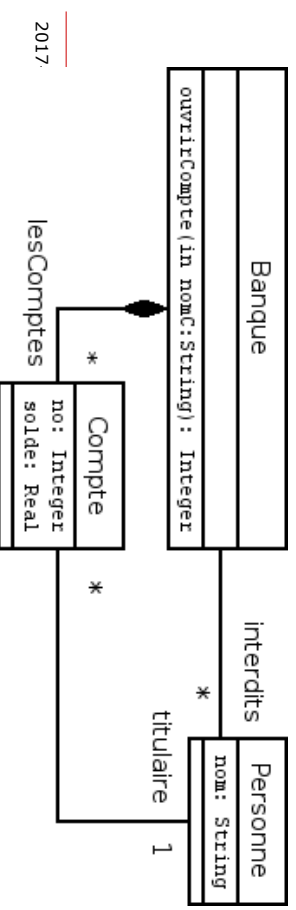 Banque
ouvrirCompte(in nomC:String): Integer
interdits
*
Personne
nom: String
titulaire
1
*
lesComptes
Compte
no: Integer
solde: Real
*
2017